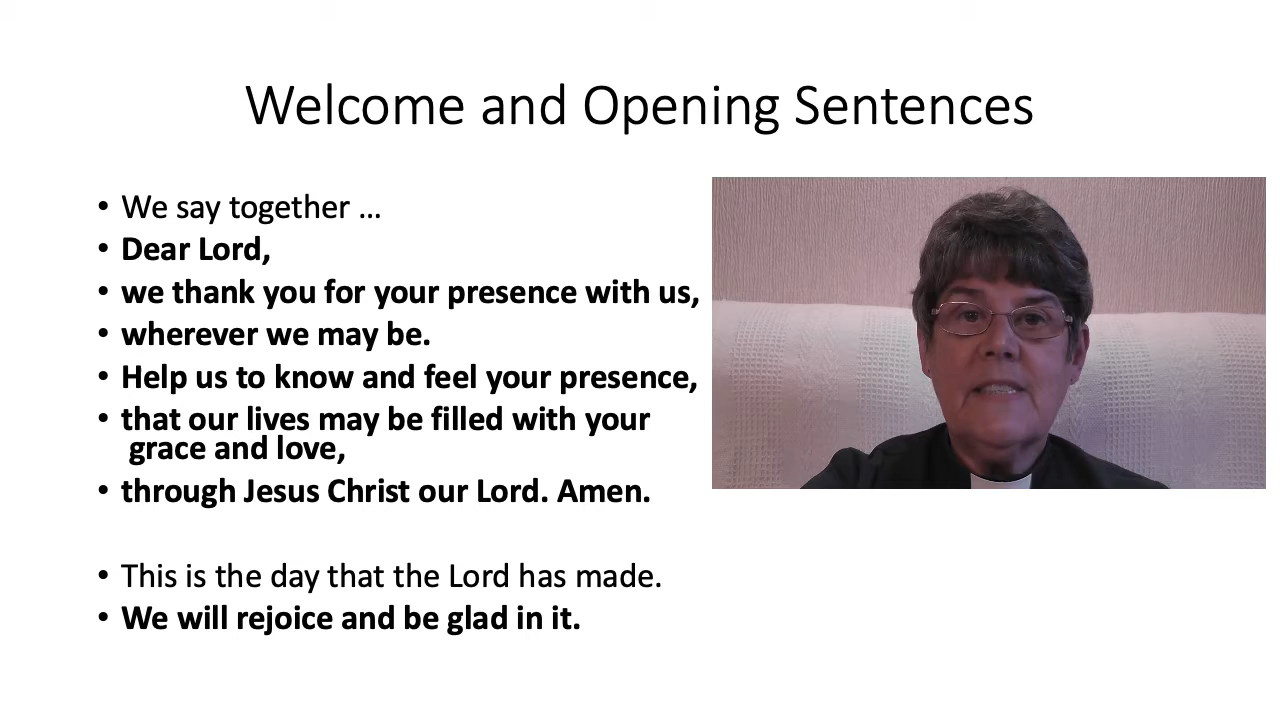 Welcome and Opening Sentences
• We say together ...
• Dear Lord,
• we thank you for your presence with us,
• wherever we may be.
• Help us to know and feel your presence,
• that our lives may be filled with your
grace and love,
• through Jesus Christ our Lord. Amen.
• This is the day that the Lord has made.
• We will rejoice and be glad in it.